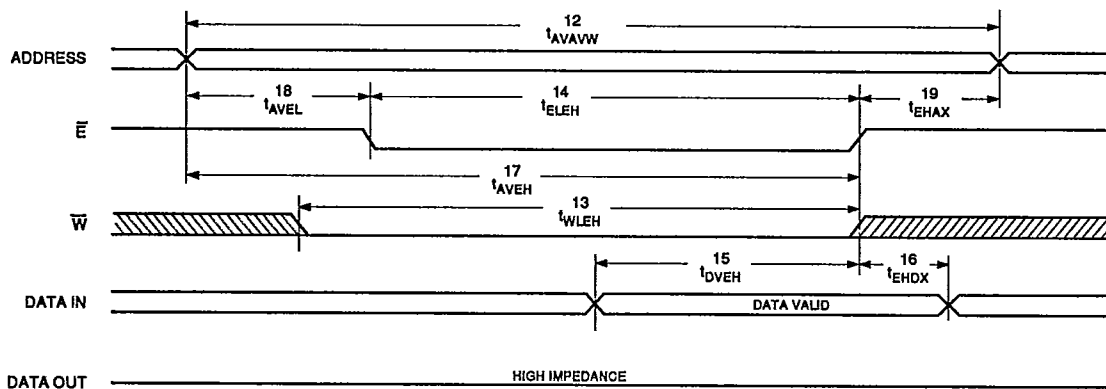 12
tAVAVW
ADDRESS
18
tAVEL
14
tELEH
19
tEHAX
E̅
17
tAVEH
W̅
13
tWLEH
15
tDVEH
16
tEHDX
DATA IN
DATA VALID
DATA OUT
HIGH IMPEDANCE